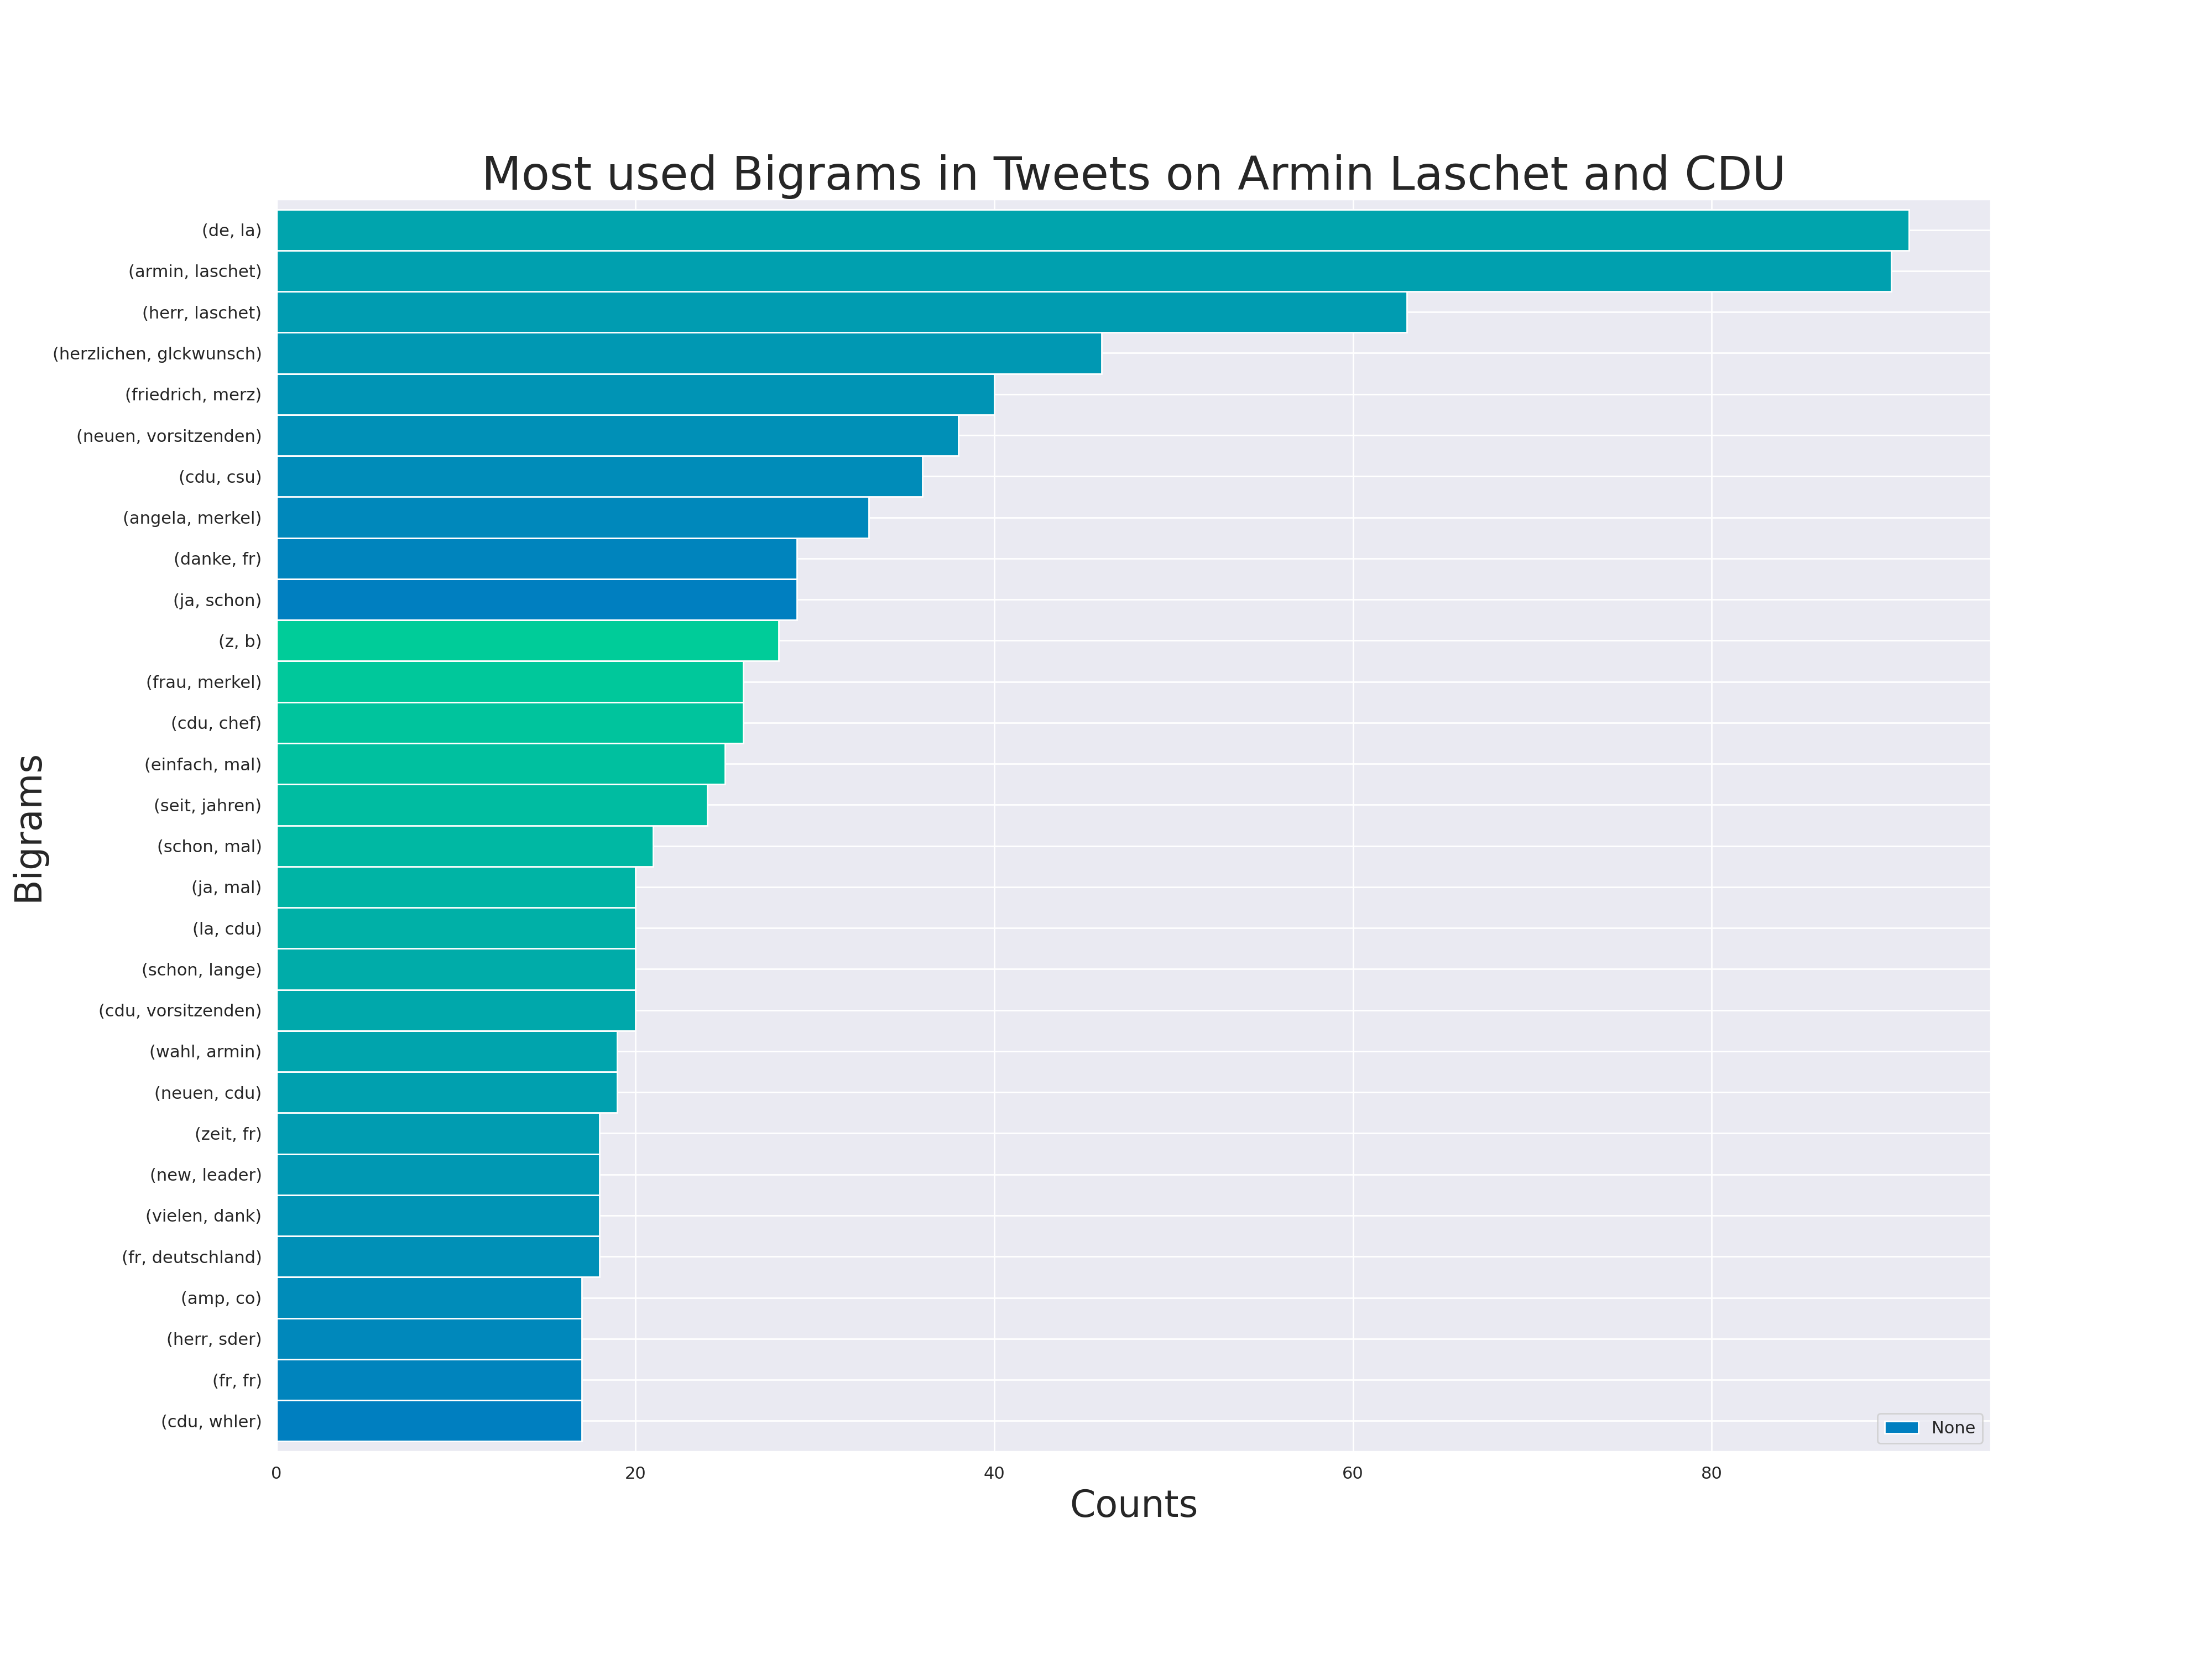 Most used Bigrams in Tweets on Armin Laschet and CDU
Bigrams
(de, la)
(armin, laschet)
(herr, laschet)
(herzlichen, glckwunsch)
(friedrich, merz)
(neuen, vorsitzenden)
(cdu, csu)
(angela, merkel)
(danke, fr)
(ja, schon)
(z, b)
(frau, merkel)
(cdu, chef)
(einfach, mal)
(seit, jahren)
(schon, mal)
(ja, mal)
(la, cdu)
(schon, lange)
(cdu, vorsitzenden)
(wahl, armin)
(neuen, cdu)
(zeit, fr)
(new, leader)
(vielen, dank)
(fr, deutschland)
(amp, co)
(herr, sder)
(fr, fr)
(cdu, whler)
None
0 20 40 60 80
Counts